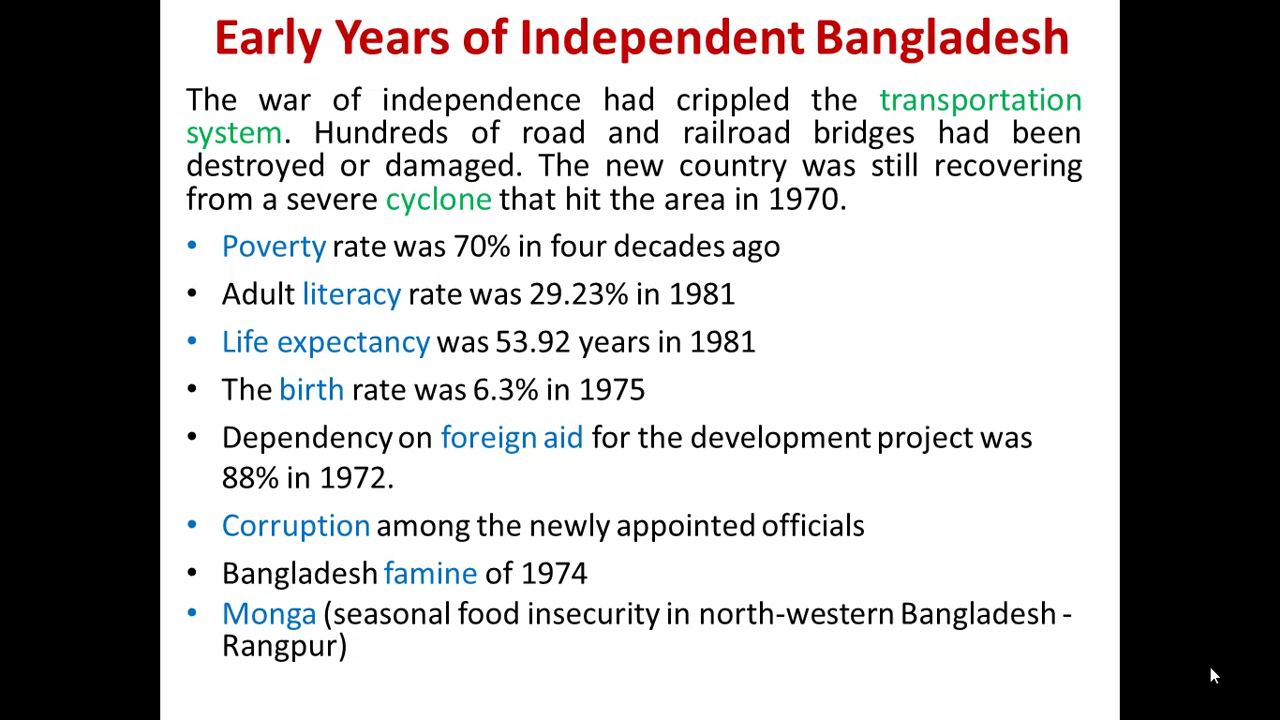 Early Years of Independent Bangladesh
The war of independence had crippled the transportation
system. Hundreds of road and railroad bridges had been
destroyed or damaged. The new country was still recovering
from a severe cyclone that hit the area in 1970.
• Poverty rate was 70% in four decades ago
• Adult literacy rate was 29.23% in 1981
• Life expectancy was 53.92 years in 1981
• The birth rate was 6.3% in 1975
• Dependency on foreign aid for the development project was
88% in 1972.
• Corruption among the newly appointed officials
• Bangladesh famine of 1974
• Monga (seasonal food insecurity in north-western Bangladesh -
Rangpur)